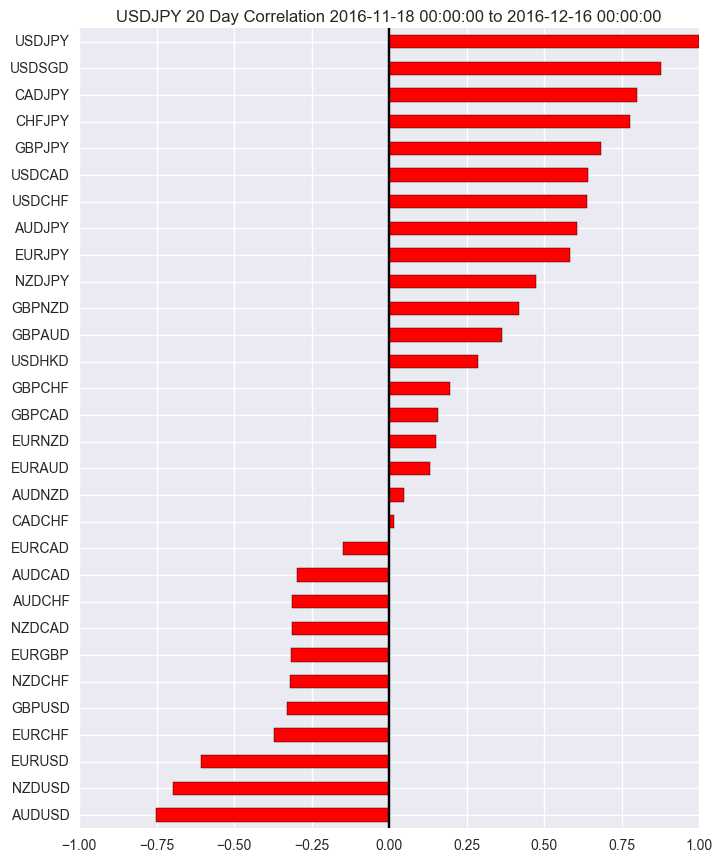 USDJPY 20 Day Correlation 2016-11-18 00:00:00 to 2016-12-16 00:00:00
USDJPY
USDSGD
CADJPY
CHFJPY
GBPJPY
USDCAD
USDCHF
AUDJPY
EURJPY
NZDJPY
GBPNZD
GBPAUD
USDHKD
GBPCHF
GBPCAD
EURNZD
EURAUD
AUDNZD
CADCHF
EURCAD
AUDCAD
AUDCHF
NZDCAD
EURGBP
NZDCHF
GBPUSD
EURCHF
EURUSD
NZDUSD
AUDUSD
−1.00 −0.75 −0.50 −0.25 0.00 0.25 0.50 0.75 1.00